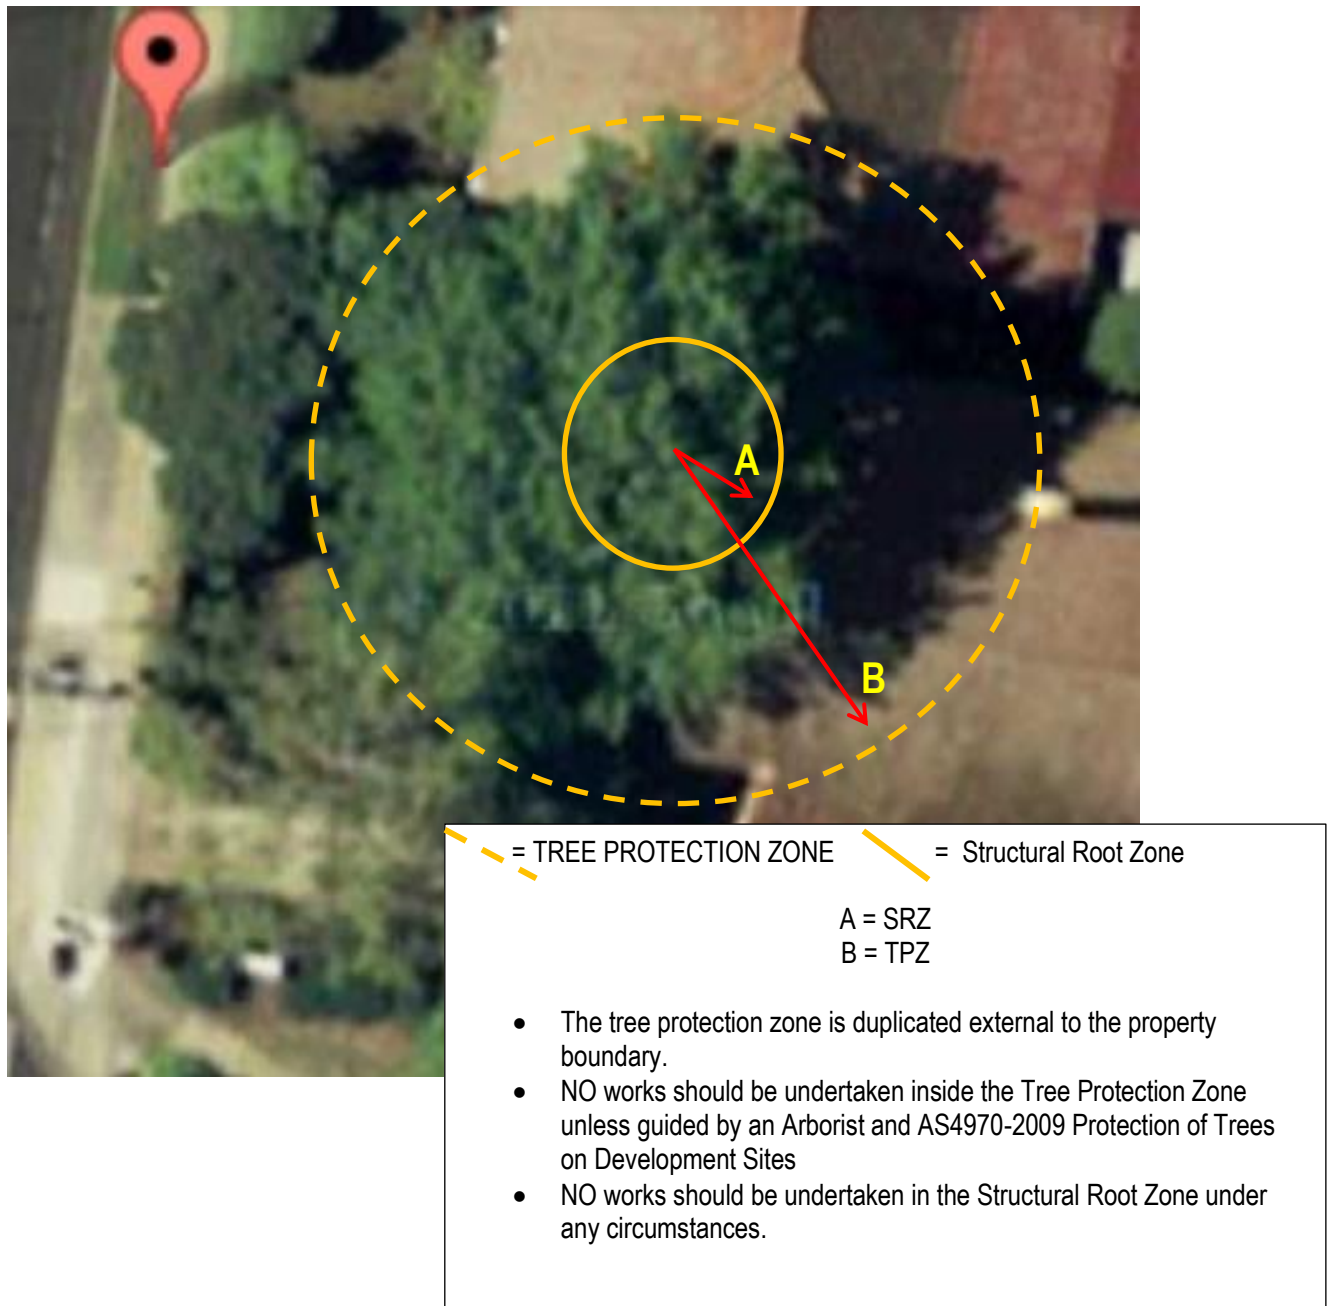 A
B
= TREE PROTECTION ZONE = Structural Root Zone
A = SRZ
B = TPZ
• The tree protection zone is duplicated external to the property
boundary.
• NO works should be undertaken inside the Tree Protection Zone
unless guided by an Arborist and AS4970-2009 Protection of Trees
on Development Sites
• NO works should be undertaken in the Structural Root Zone under
any circumstances.